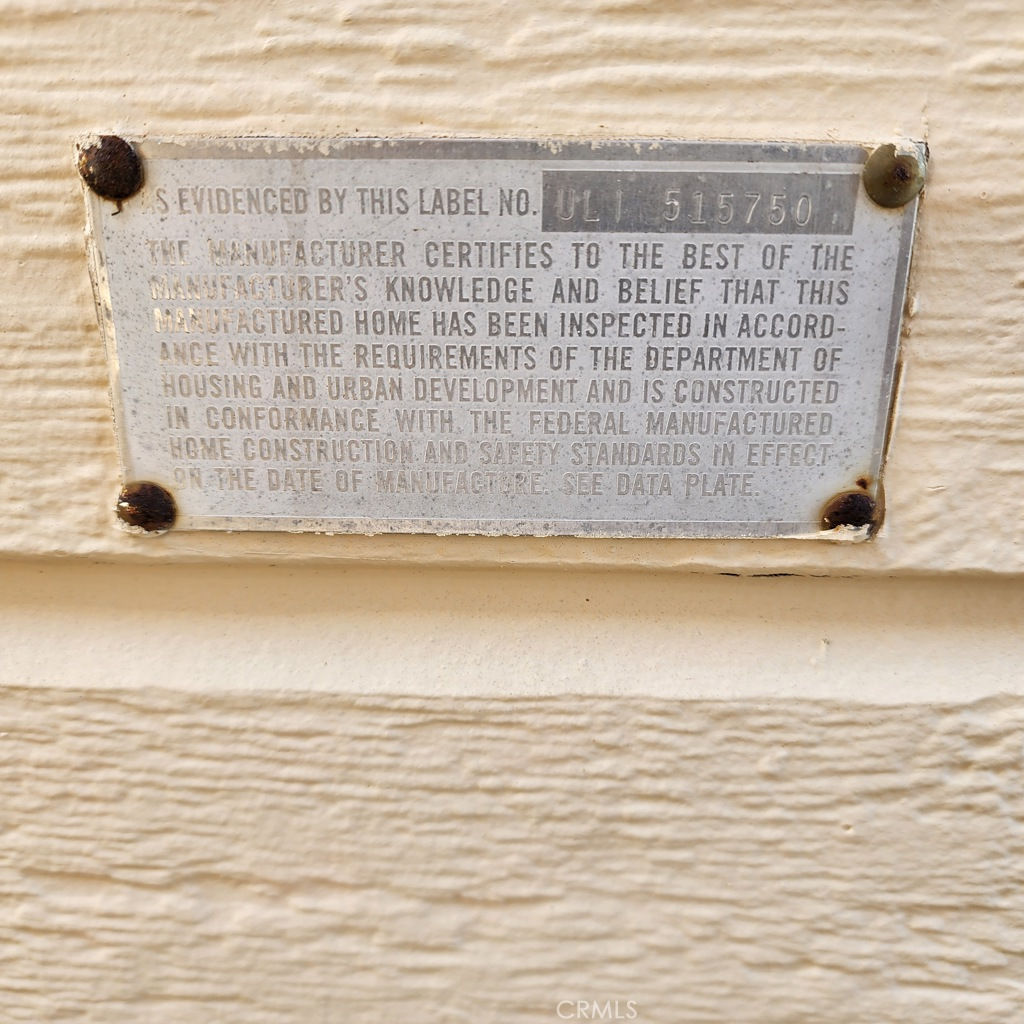 AS EVIDENCED BY THIS LABEL NO. ULI 515750
THE MANUFACTURER CERTIFIES TO THE BEST OF THE
MANUFACTURER'S KNOWLEDGE AND BELIEF THAT THIS
MANUFACTURED HOME HAS BEEN INSPECTED IN ACCORD-
ANCE WITH THE REQUIREMENTS OF THE DEPARTMENT OF
HOUSING AND URBAN DEVELOPMENT AND IS CONSTRUCTED
IN CONFORMANCE WITH THE FEDERAL MANUFACTURED
HOME CONSTRUCTION AND SAFETY STANDARDS IN EFFECT
ON THE DATE OF MANUFACTURE. SEE DATA PLATE.
CRMLS